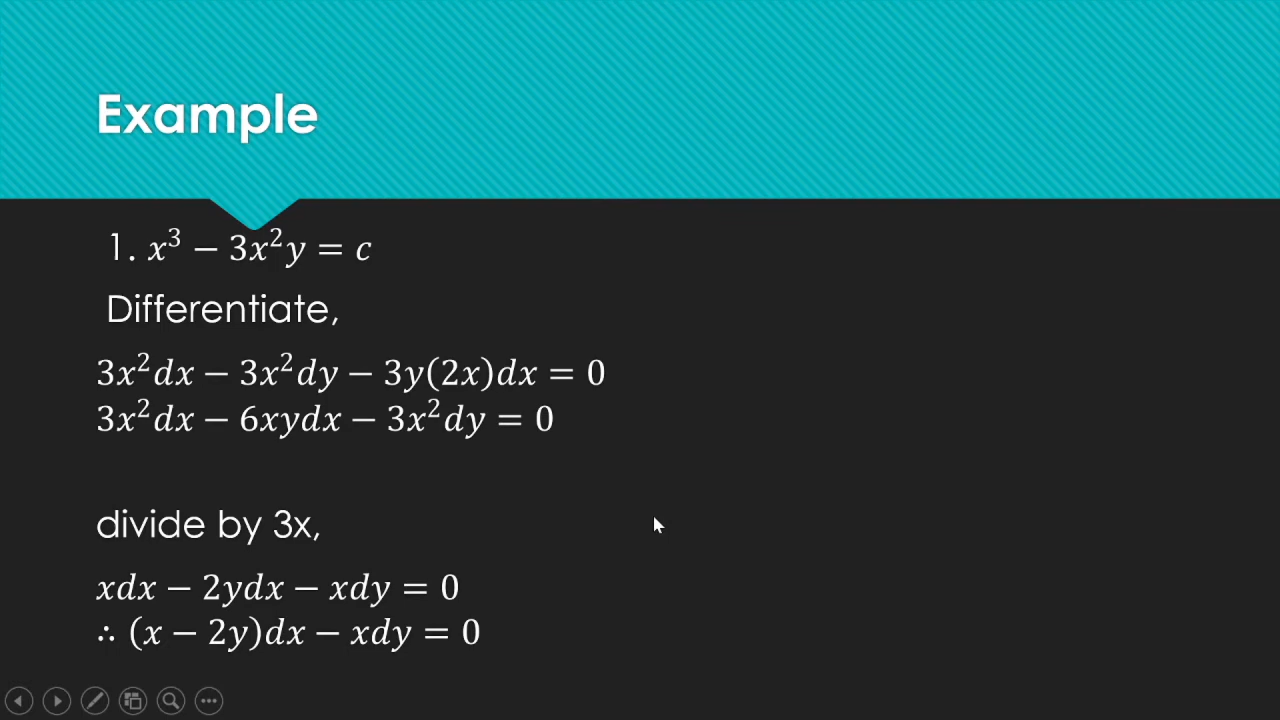 Example
1. x³ − 3x²y = c
Differentiate,
3x²dx − 3x²dy − 3y(2x)dx = 0
3x²dx − 6xydx − 3x²dy = 0
divide by 3x,
xdx − 2ydx − xdy = 0
∴ (x − 2y)dx − xdy = 0